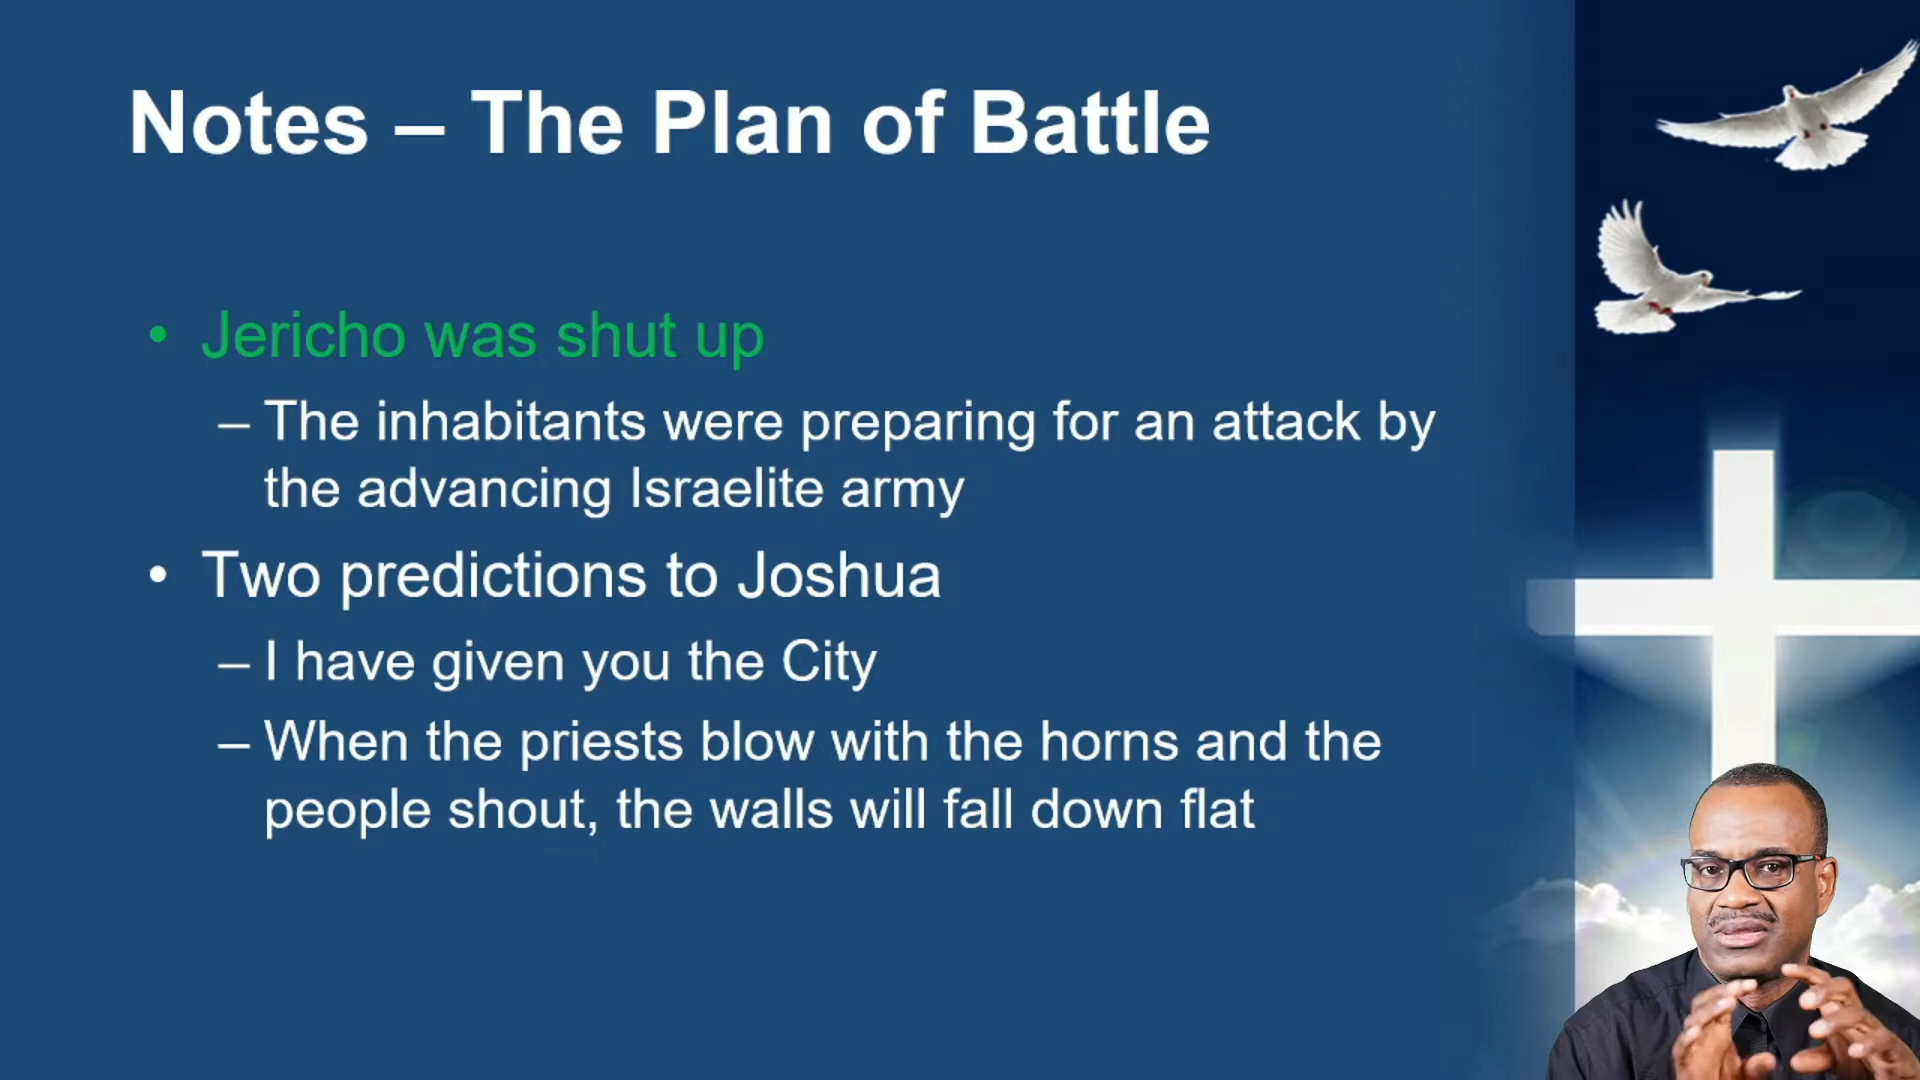 Notes – The Plan of Battle
• Jericho was shut up
– The inhabitants were preparing for an attack by
the advancing Israelite army
• Two predictions to Joshua
– I have given you the City
– When the priests blow with the horns and the
people shout, the walls will fall down flat